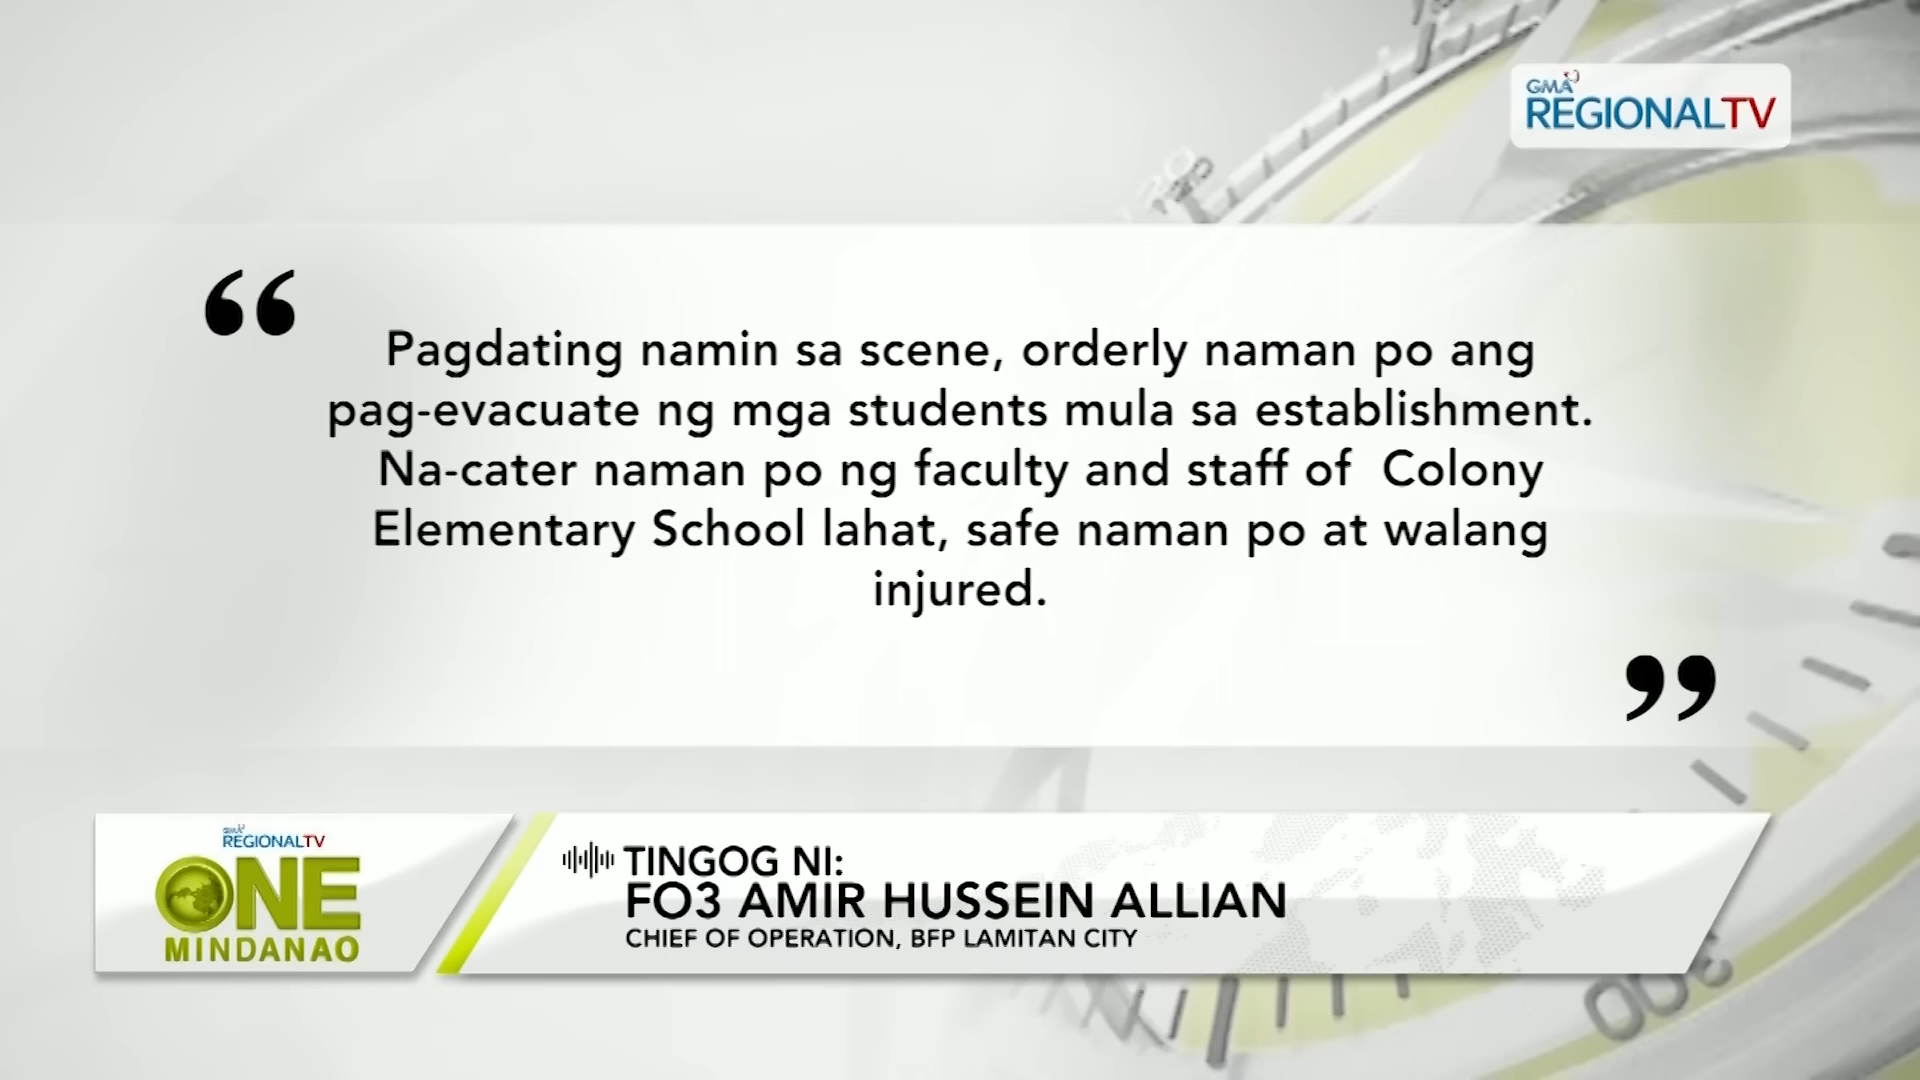 GMA
REGIONALTV
“
Pagdating namin sa scene, orderly naman po ang
pag-evacuate ng mga students mula sa establishment.
Na-cater naman po ng faculty and staff of Colony
Elementary School lahat, safe naman po at walang
injured.
”
GMA
REGIONALTV
ONE
MINDANAO
TINGOG NI:
FO3 AMIR HUSSEIN ALLIAN
CHIEF OF OPERATION, BFP LAMITAN CITY